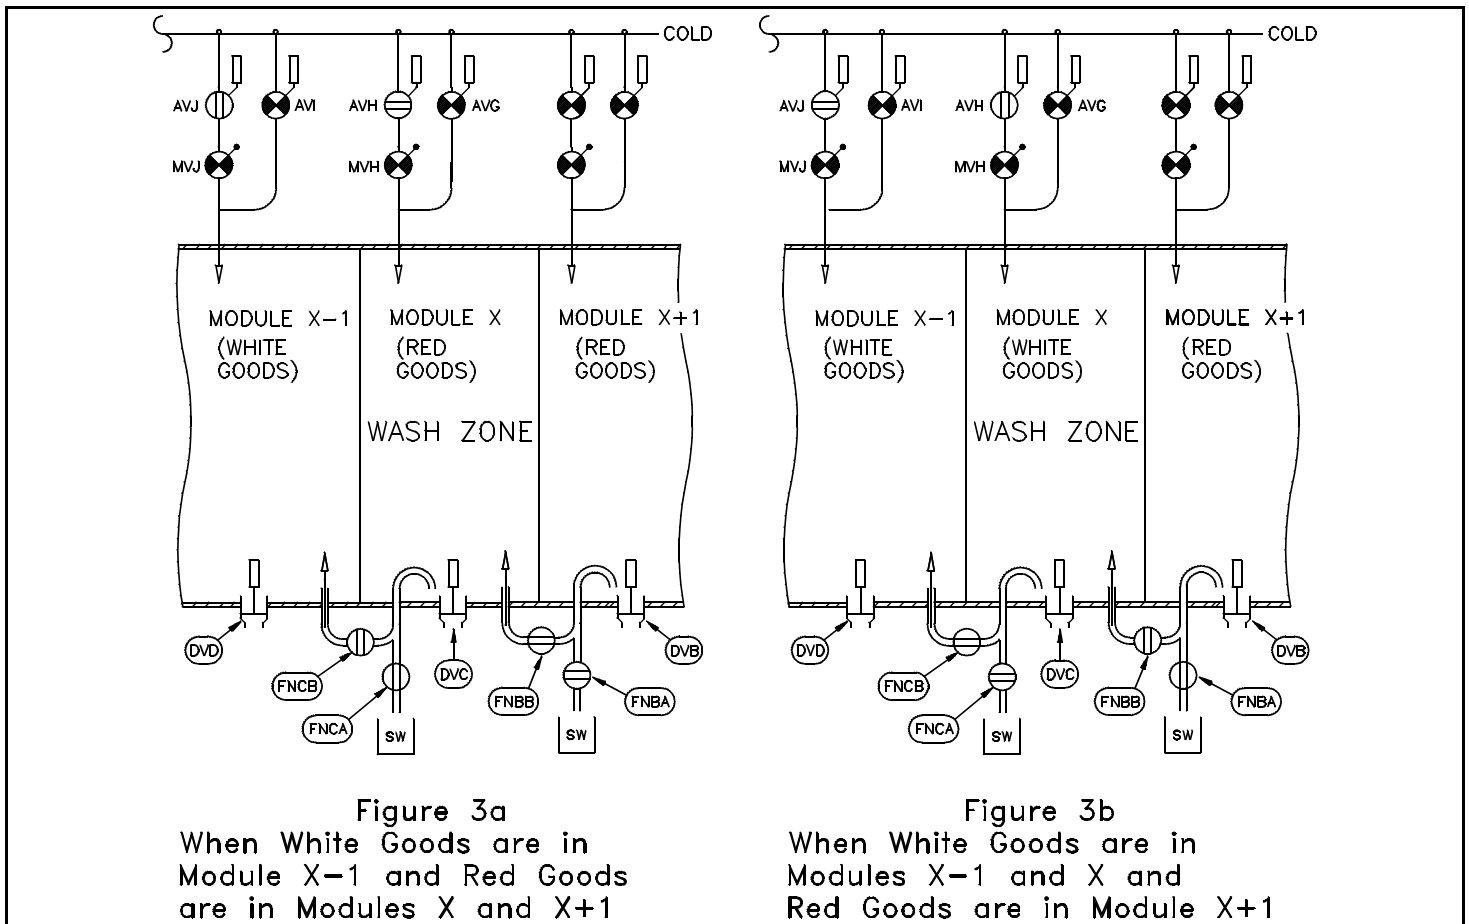 COLD
AVJ AVI AVH AVG
MVJ MVH
MODULE X-1 MODULE X MODULE X+1
(WHITE (RED (RED
GOODS) GOODS) GOODS)
WASH ZONE
DVD DVC DVB
FNCB FNBB FNBA
FNCA SW SW
Figure 3a
When White Goods are in
Module X-1 and Red Goods
are in Modules X and X+1
COLD
AVJ AVI AVH AVG
MVJ MVH
MODULE X-1 MODULE X MODULE X+1
(WHITE (WHITE (RED
GOODS) GOODS) GOODS)
WASH ZONE
DVD DVC DVB
FNCB FNBB FNBA
FNCA SW SW
Figure 3b
When White Goods are in
Modules X-1 and X and
Red Goods are in Module X+1